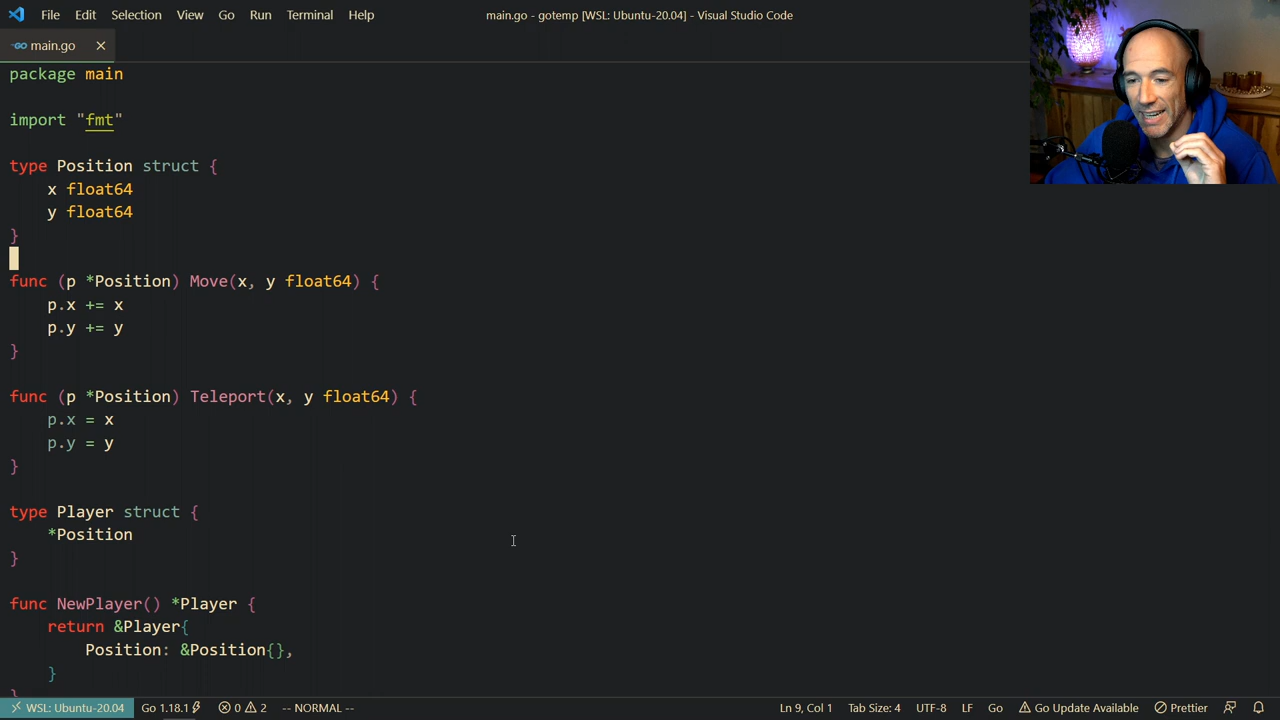 File Edit Selection View Go Run Terminal Help
main.go - gotemp [WSL: Ubuntu-20.04] - Visual Studio Code
main.go
package main
import "fmt"
type Position struct {
x float64
y float64
}
func (p *Position) Move(x, y float64) {
p.x += x
p.y += y
}
func (p *Position) Teleport(x, y float64) {
p.x = x
p.y = y
}
type Player struct {
*Position
}
func NewPlayer() *Player {
return &Player{
Position: &Position{},
}
}
WSL: Ubuntu-20.04 Go 1.18.1 0 2 -- NORMAL -- Ln 9, Col 1 Tab Size: 4 UTF-8 LF Go Go Update Available Prettier